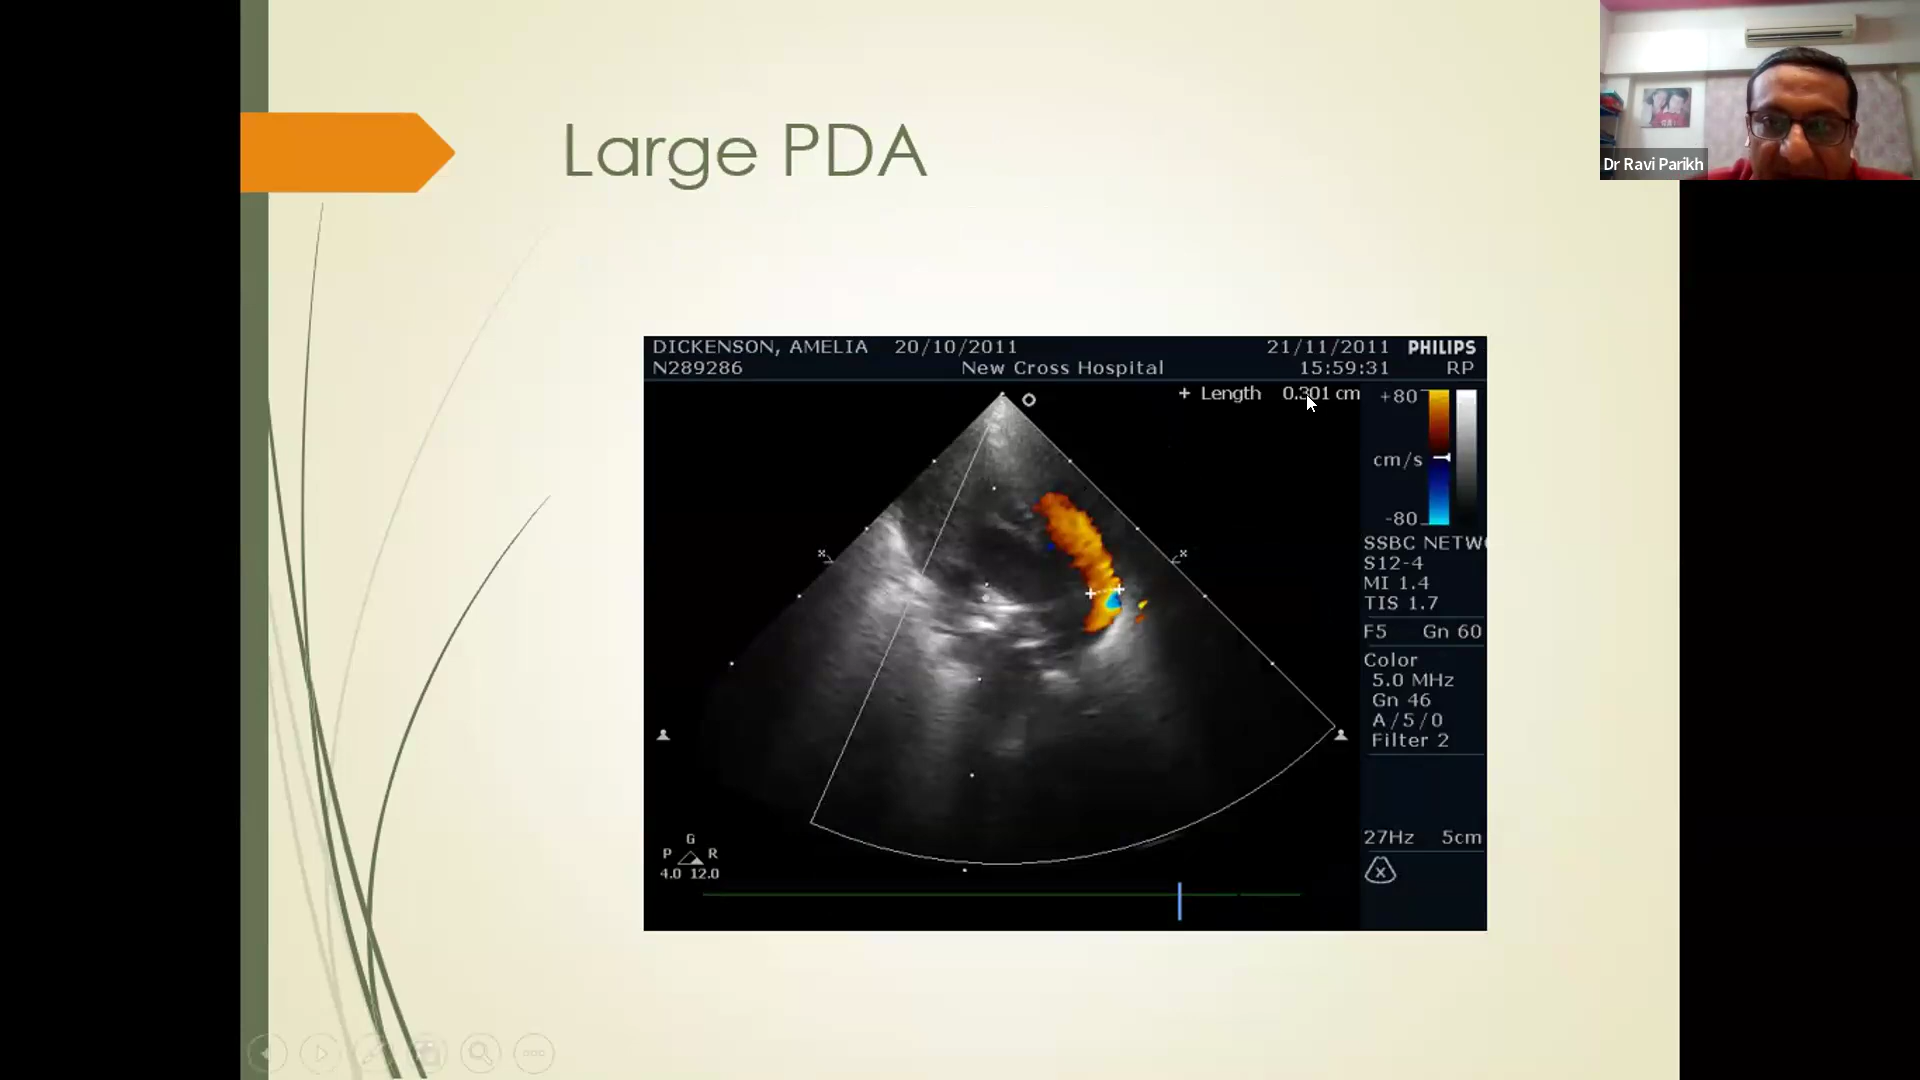 Large PDA
Dr Ravi Parikh
DICKENSON, AMELIA 20/10/2011 21/11/2011 PHILIPS
N289286 New Cross Hospital 15:59:31 RP
+ Length 0.301 cm
+80
cm/s
-80
SSBC NETW
S12-4
MI 1.4
TIS 1.7
F5 Gn 60
Color
5.0 MHz
Gn 46
A/5/0
Filter 2
x x
G
P R
4.0 12.0
27Hz 5cm
x